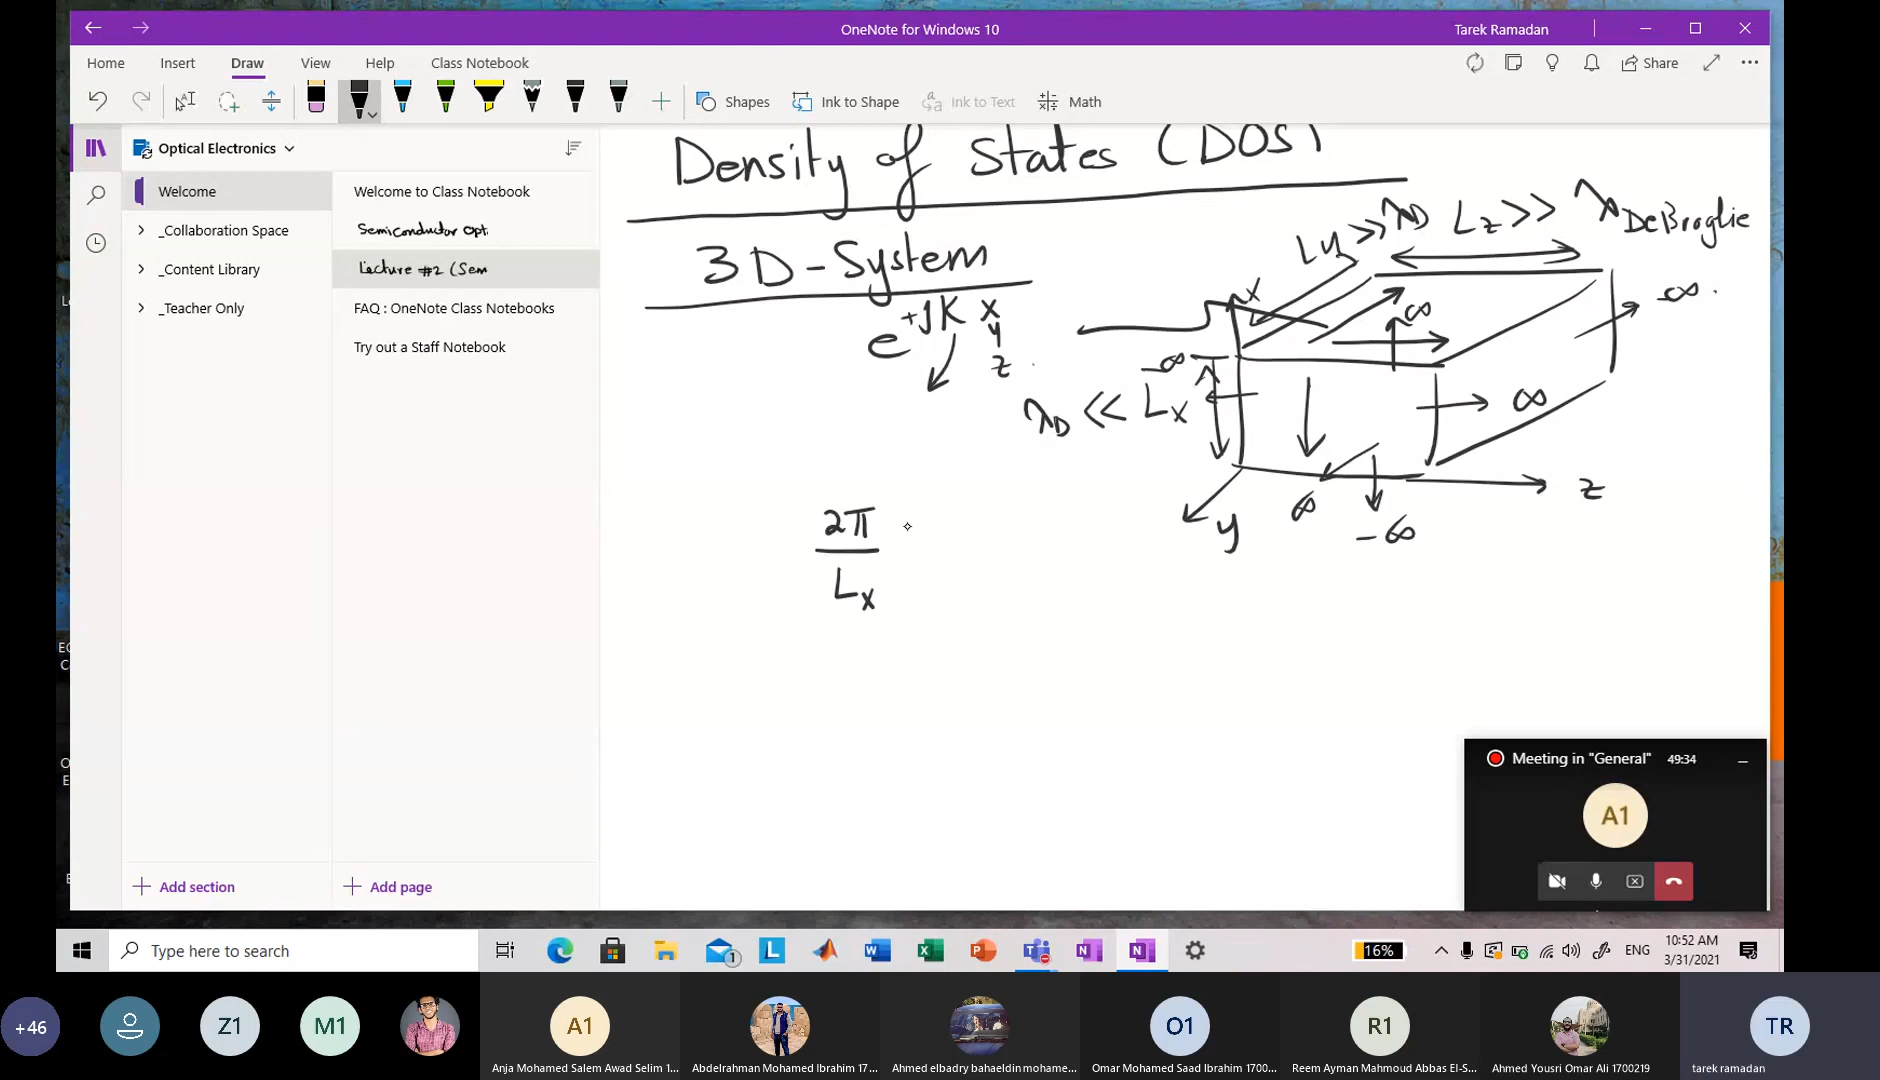 OneNote for Windows 10
Tarek Ramadan
Home Insert Draw View Help Class Notebook
Share
Shapes Ink to Shape Ink to Text Math
Optical Electronics
Welcome
_Collaboration Space
_Content Library
_Teacher Only
Welcome to Class Notebook
Semiconductor Opt
Lecture #2 (Sem
FAQ : OneNote Class Notebooks
Try out a Staff Notebook
Density of States (DOS)
3D-System
e^{+jK x}
y
z
Ly >> λD
Lz >> λDeBroglie
x
∞
-∞
-∞
λD << Lx
∞
z
y
∞
-∞
2π
Lx
Meeting in "General" 49:34
A1
Add section
Add page
Type here to search
1
16%
ENG
10:52 AM
3/31/2021
+46
Z1
M1
A1
O1
R1
TR
Anja Mohamed Salem Awad Selim 1...
Abdelrahman Mohamed Ibrahim 17...
Ahmed elbadry bahaeldin mohame...
Omar Mohamed Saad Ibrahim 1700...
Reem Ayman Mahmoud Abbas El-S...
Ahmed Yousri Omar Ali 1700219
tarek ramadan